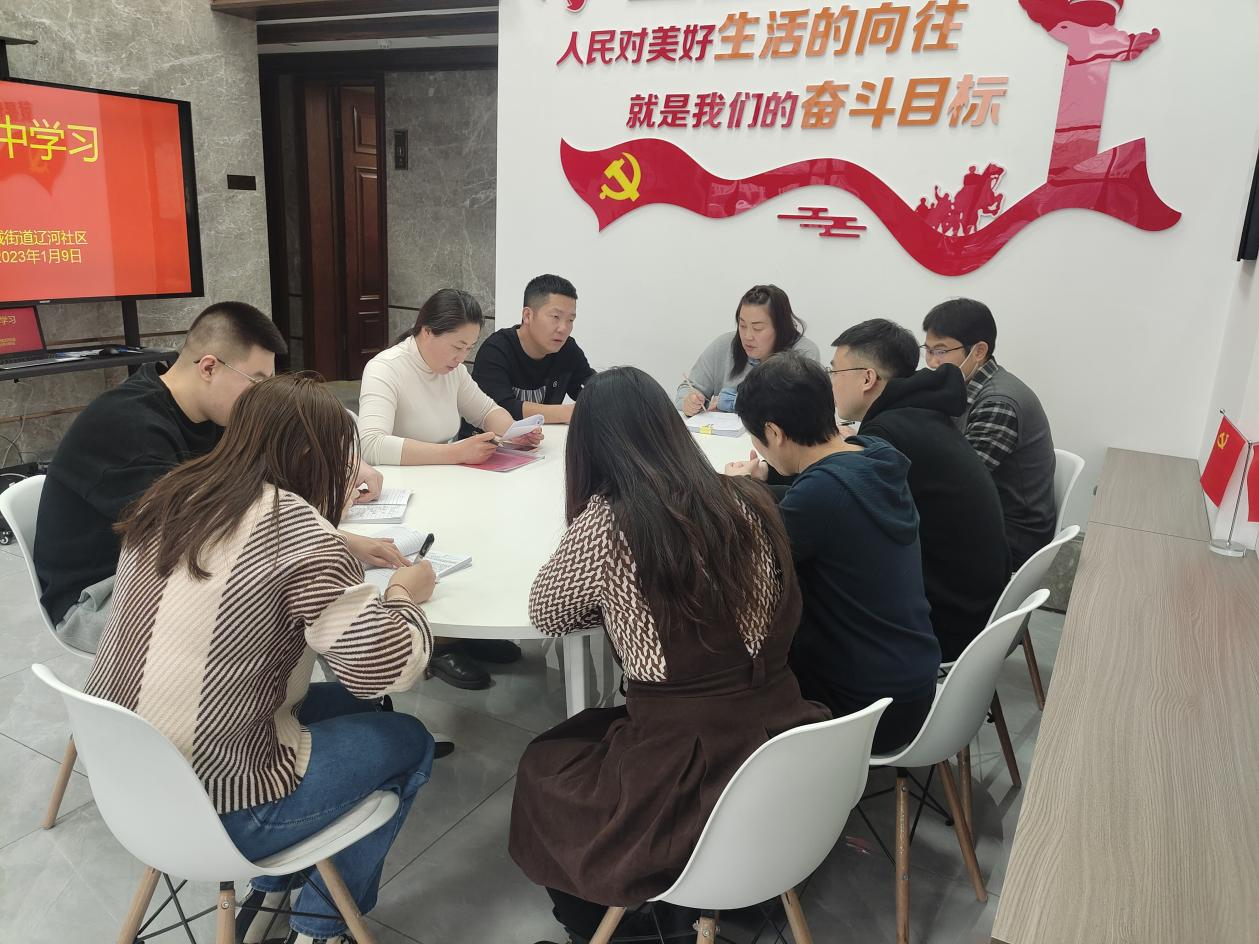 人民对美好生活的向往
就是我们的奋斗目标
中学习
街道辽河社区
2023年1月9日